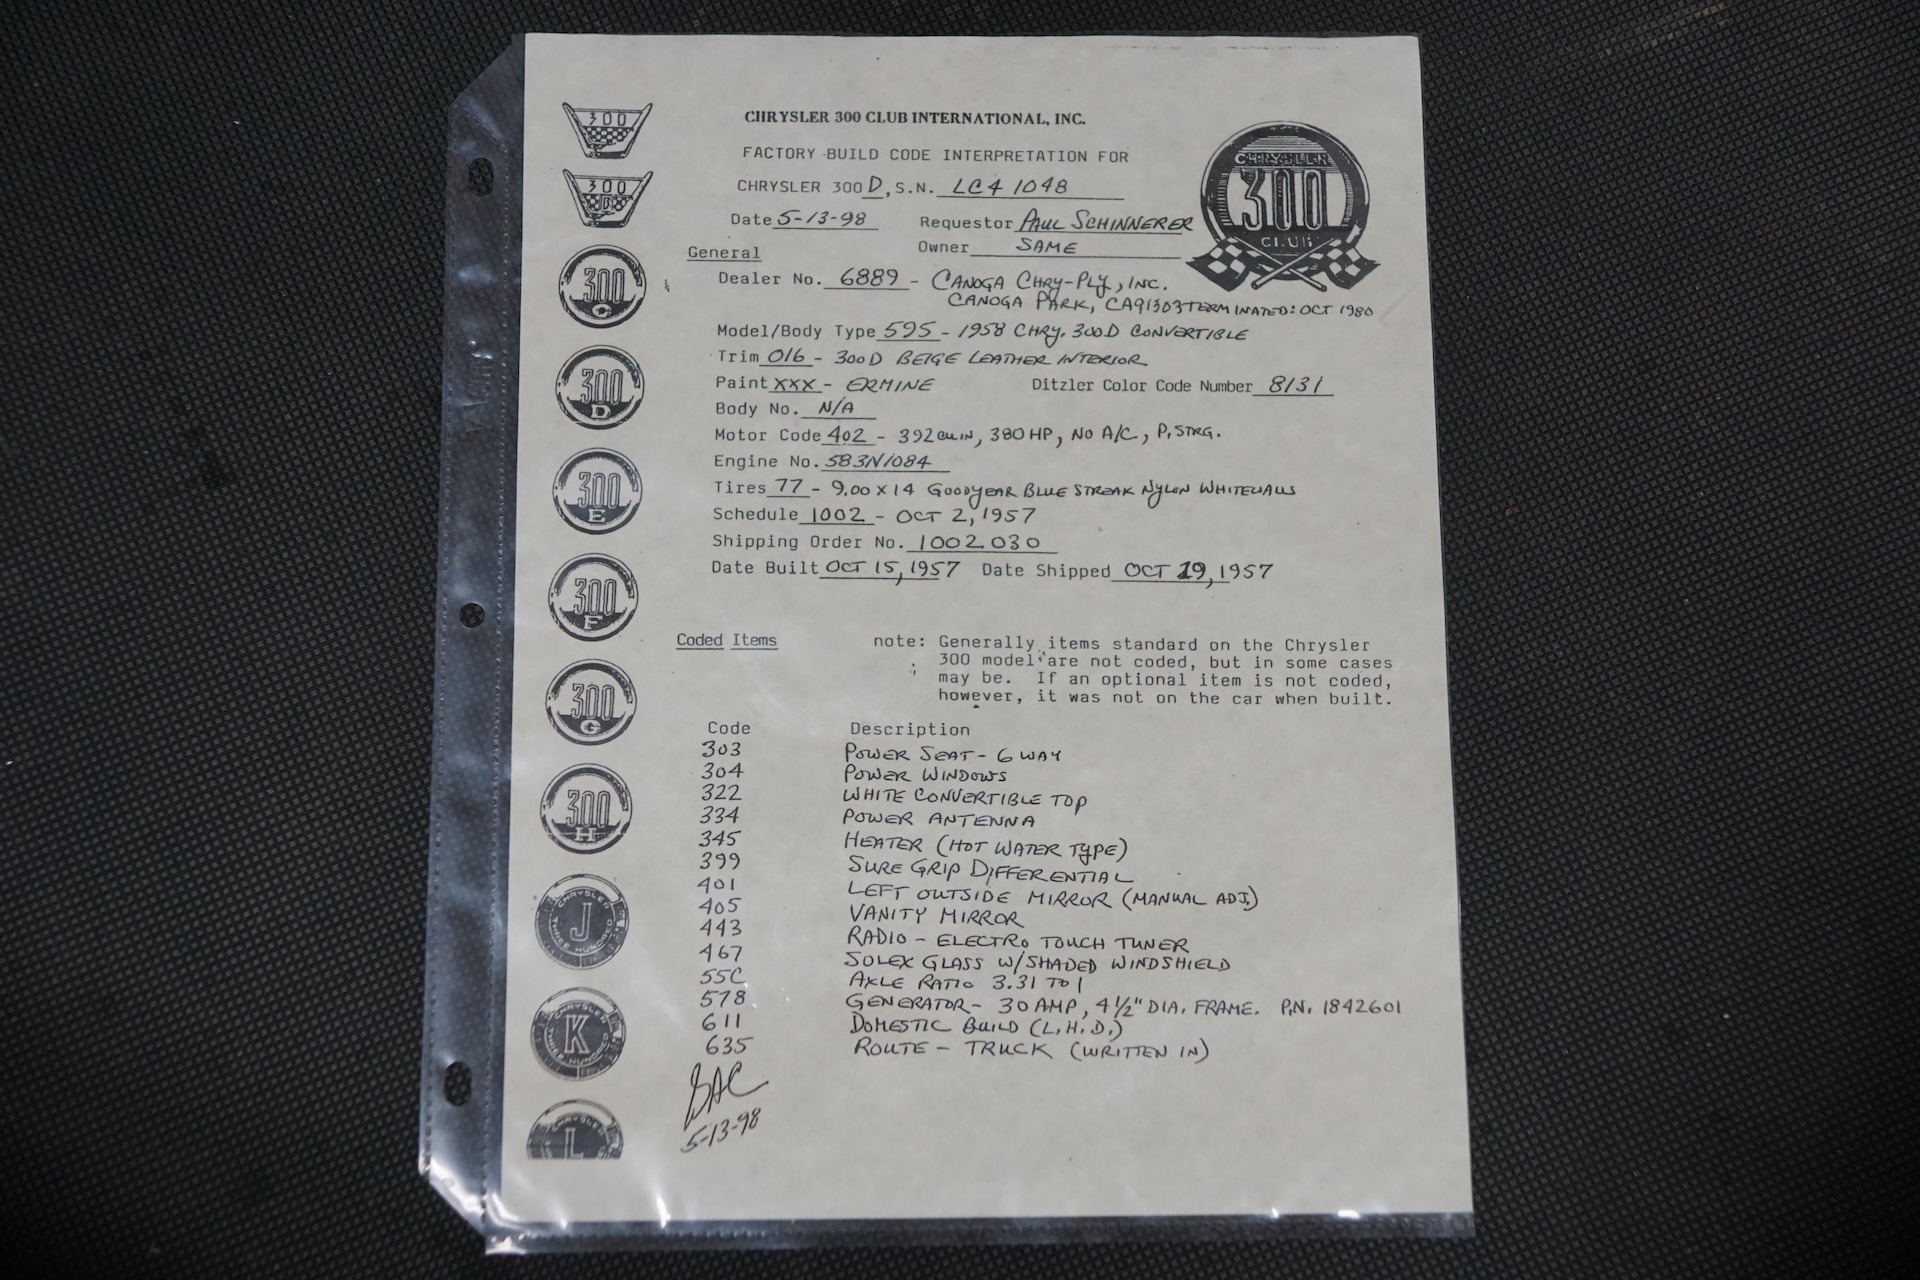 CHRYSLER 300 CLUB INTERNATIONAL, INC.
FACTORY BUILD CODE INTERPRETATION FOR
CHRYSLER 300 D, S.N. LC4 1048
Date 5-13-98 Requestor PAUL SCHINNERER
Owner SAME
General
Dealer No. 6889 - CANOGA CHRY-PLY, INC.
CANOGA PARK, CA91303 TERMINATED: OCT 1980
Model/Body Type 595 - 1958 CHRY. 300D CONVERTIBLE
Trim 016 - 300D BEIGE LEATHER INTERIOR
Paint XXX - ERMINE Ditzler Color Code Number 8131
Body No. N/A
Motor Code 402 - 392 CU.IN, 380 HP, NO A/C, P. STRG.
Engine No. 583N1084
Tires 77 - 9.00 X 14 GOODYEAR BLUE STREAK NYLON WHITEWALLS
Schedule 1002 - OCT 2, 1957
Shipping Order No. 1002030
Date Built OCT 15, 1957 Date Shipped OCT 19, 1957
Coded Items note: Generally items standard on the Chrysler
300 model are not coded, but in some cases
may be. If an optional item is not coded,
however, it was not on the car when built.
Code Description
303 POWER SEAT - 6 WAY
304 POWER WINDOWS
322 WHITE CONVERTIBLE TOP
334 POWER ANTENNA
345 HEATER (HOT WATER TYPE)
399 SURE GRIP DIFFERENTIAL
401 LEFT OUTSIDE MIRROR (MANUAL ADJ.)
405 VANITY MIRROR
443 RADIO - ELECTRO TOUCH TUNER
467 SOLEX GLASS W/SHADED WINDSHIELD
55C AXLE RATIO 3.31 TO 1
578 GENERATOR - 30 AMP, 4 1/2" DIA. FRAME. P.N. 1842601
611 DOMESTIC BUILD (L.H.D.)
635 ROUTE - TRUCK (WRITTEN IN)
5-13-98
300
300
B
300
C
300
D
300
E
300
F
300
G
300
H
CHRYSLER
J
THREE HUNDRED
CHRYSLER
K
THREE HUNDRED
CHRYSLER
L
CHRYSLER
300
CLUB